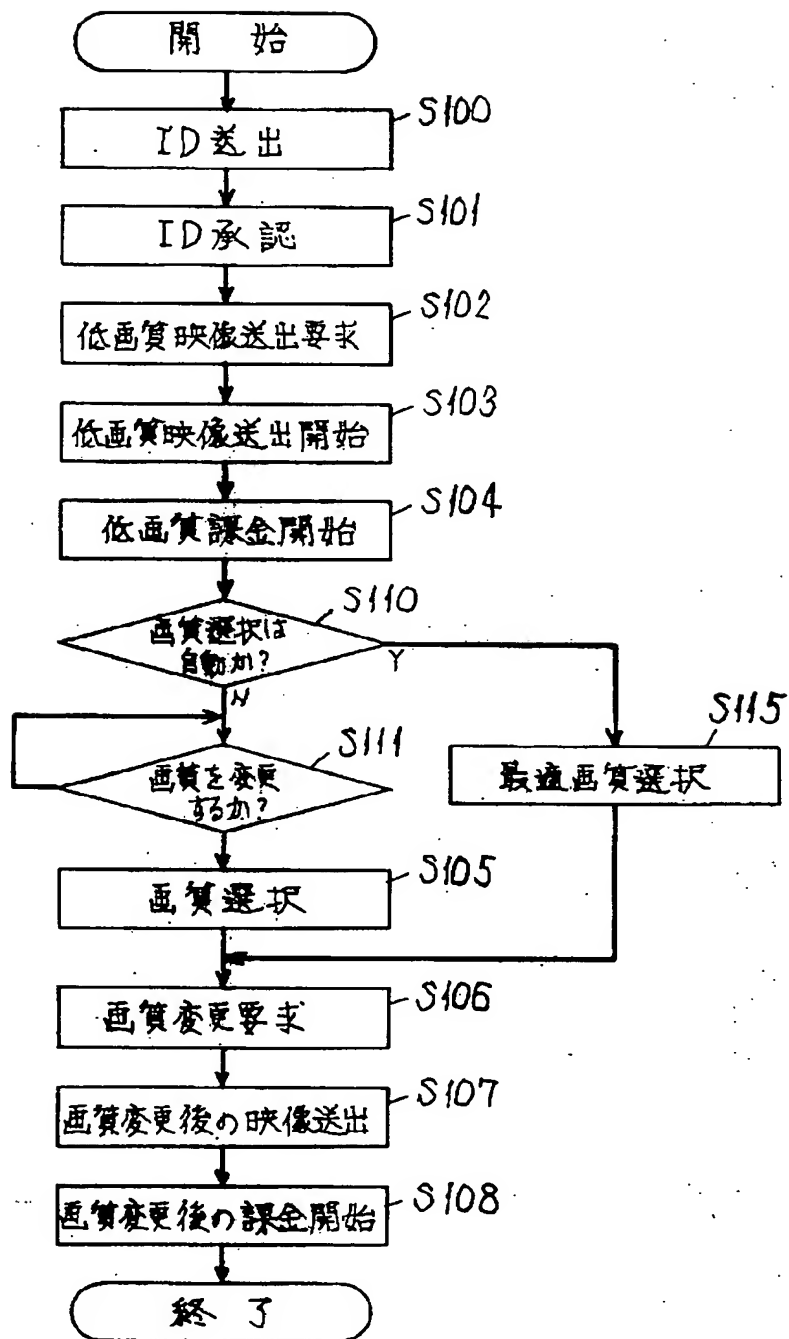 開 始
S100
ID送出
S101
ID承認
S102
低画質映像送出要求
S103
低画質映像送出開始
S104
低画質課金開始
S110
画質選択は
自動か?
Y
N
S111
画質を変更
するか?
S115
最適画質選択
S105
画質選択
S106
画質変更要求
S107
画質変更後の映像送出
S108
画質変更後の課金開始
終 了